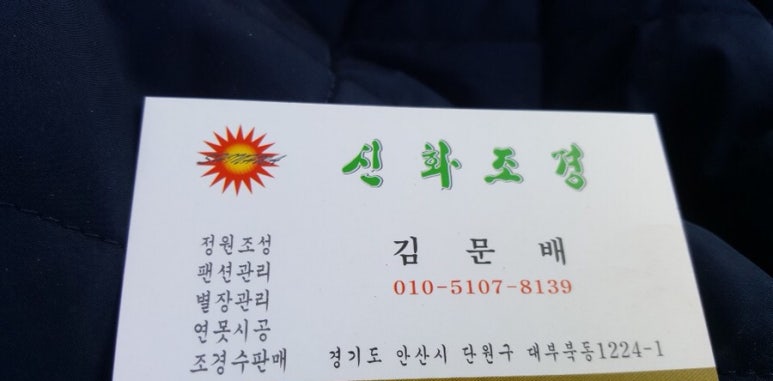 신화조경
김문배
010-5107-8139
정원조성
팬션관리
별장관리
연못시공
조경수판매
경기도 안산시 단원구 대부북동1224-1